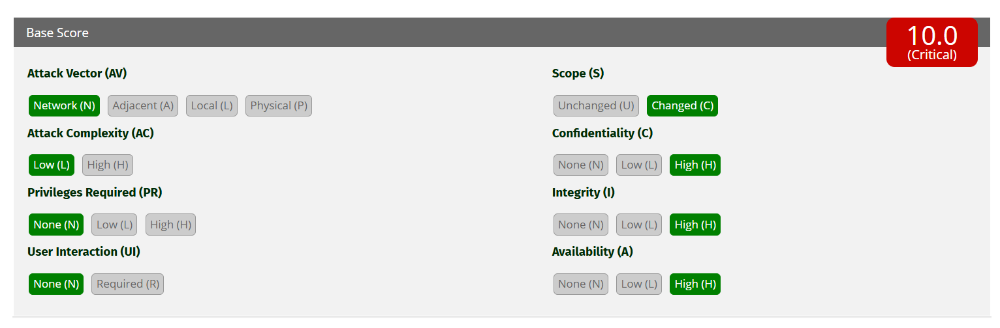 Base Score
10.0
(Critical)
Attack Vector (AV)
Network (N) Adjacent (A) Local (L) Physical (P)
Attack Complexity (AC)
Low (L) High (H)
Privileges Required (PR)
None (N) Low (L) High (H)
User Interaction (UI)
None (N) Required (R)
Scope (S)
Unchanged (U) Changed (C)
Confidentiality (C)
None (N) Low (L) High (H)
Integrity (I)
None (N) Low (L) High (H)
Availability (A)
None (N) Low (L) High (H)